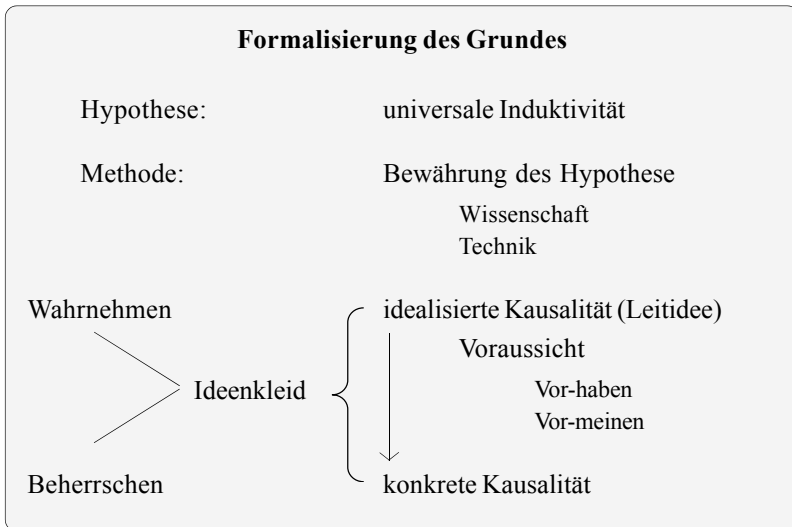 Formalisierung des Grundes
Hypothese: universale Induktivität
Methode: Bewährung des Hypothese
Wissenschaft
Technik
Wahrnehmen idealisierte Kausalität (Leitidee)
Voraussicht
Ideenkleid Vor-haben
Vor-meinen
Beherrschen konkrete Kausalität